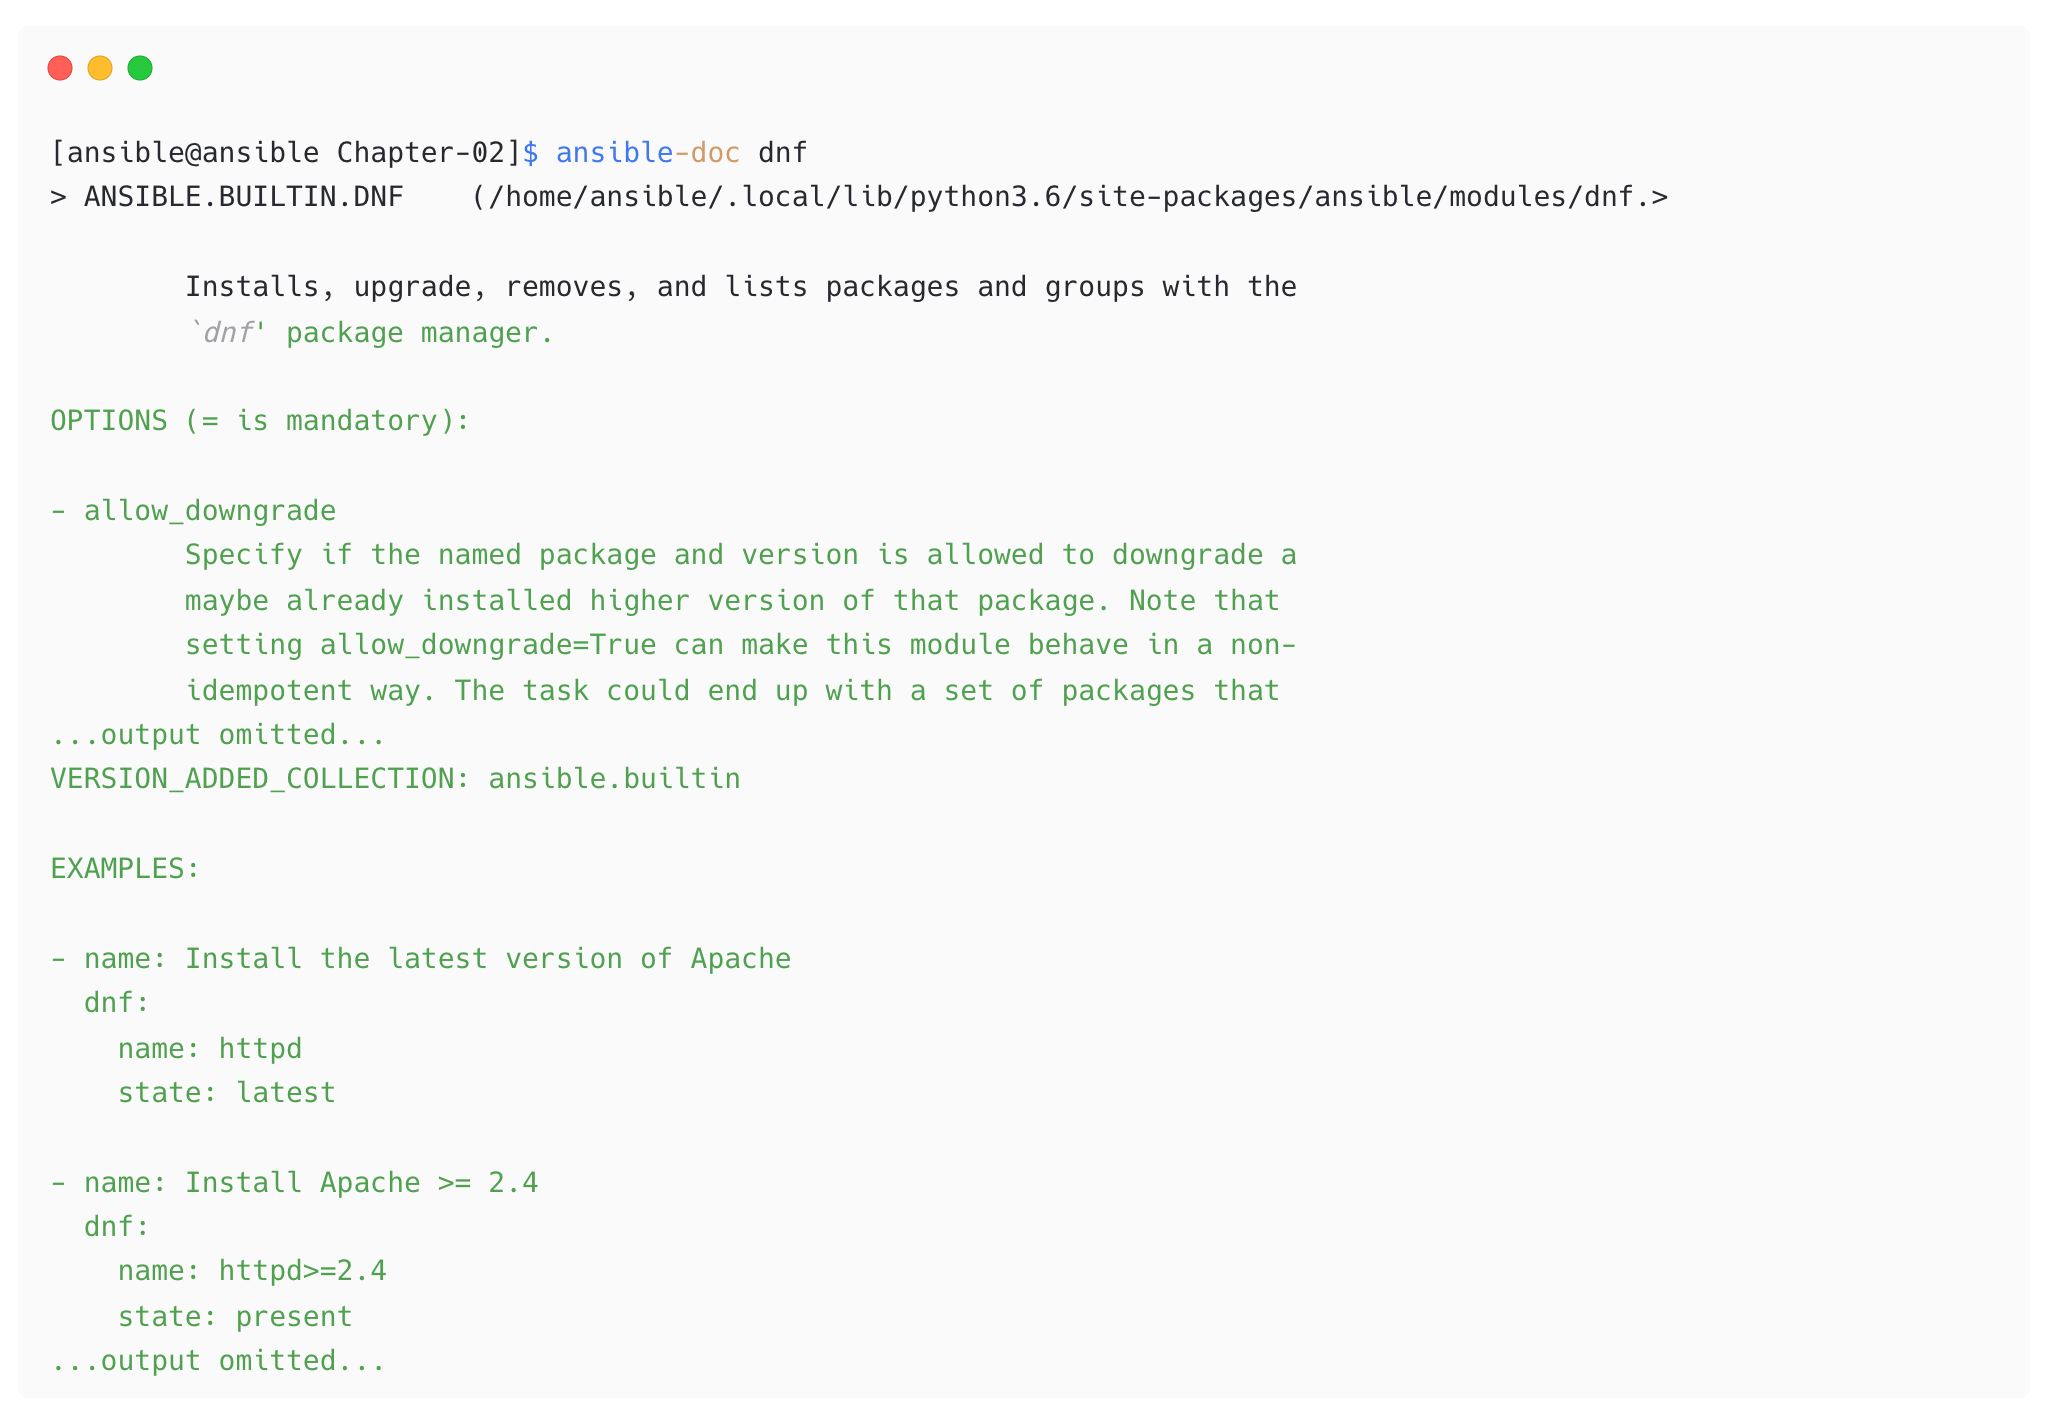 [ansible@ansible Chapter-02]$ ansible-doc dnf
> ANSIBLE.BUILTIN.DNF    (/home/ansible/.local/lib/python3.6/site-packages/ansible/modules/dnf.>

        Installs, upgrade, removes, and lists packages and groups with the
        `dnf' package manager.

OPTIONS (= is mandatory):

- allow_downgrade
        Specify if the named package and version is allowed to downgrade a
        maybe already installed higher version of that package. Note that
        setting allow_downgrade=True can make this module behave in a non-
        idempotent way. The task could end up with a set of packages that
...output omitted...
VERSION_ADDED_COLLECTION: ansible.builtin

EXAMPLES:

- name: Install the latest version of Apache
  dnf:
    name: httpd
    state: latest

- name: Install Apache >= 2.4
  dnf:
    name: httpd>=2.4
    state: present
...output omitted...